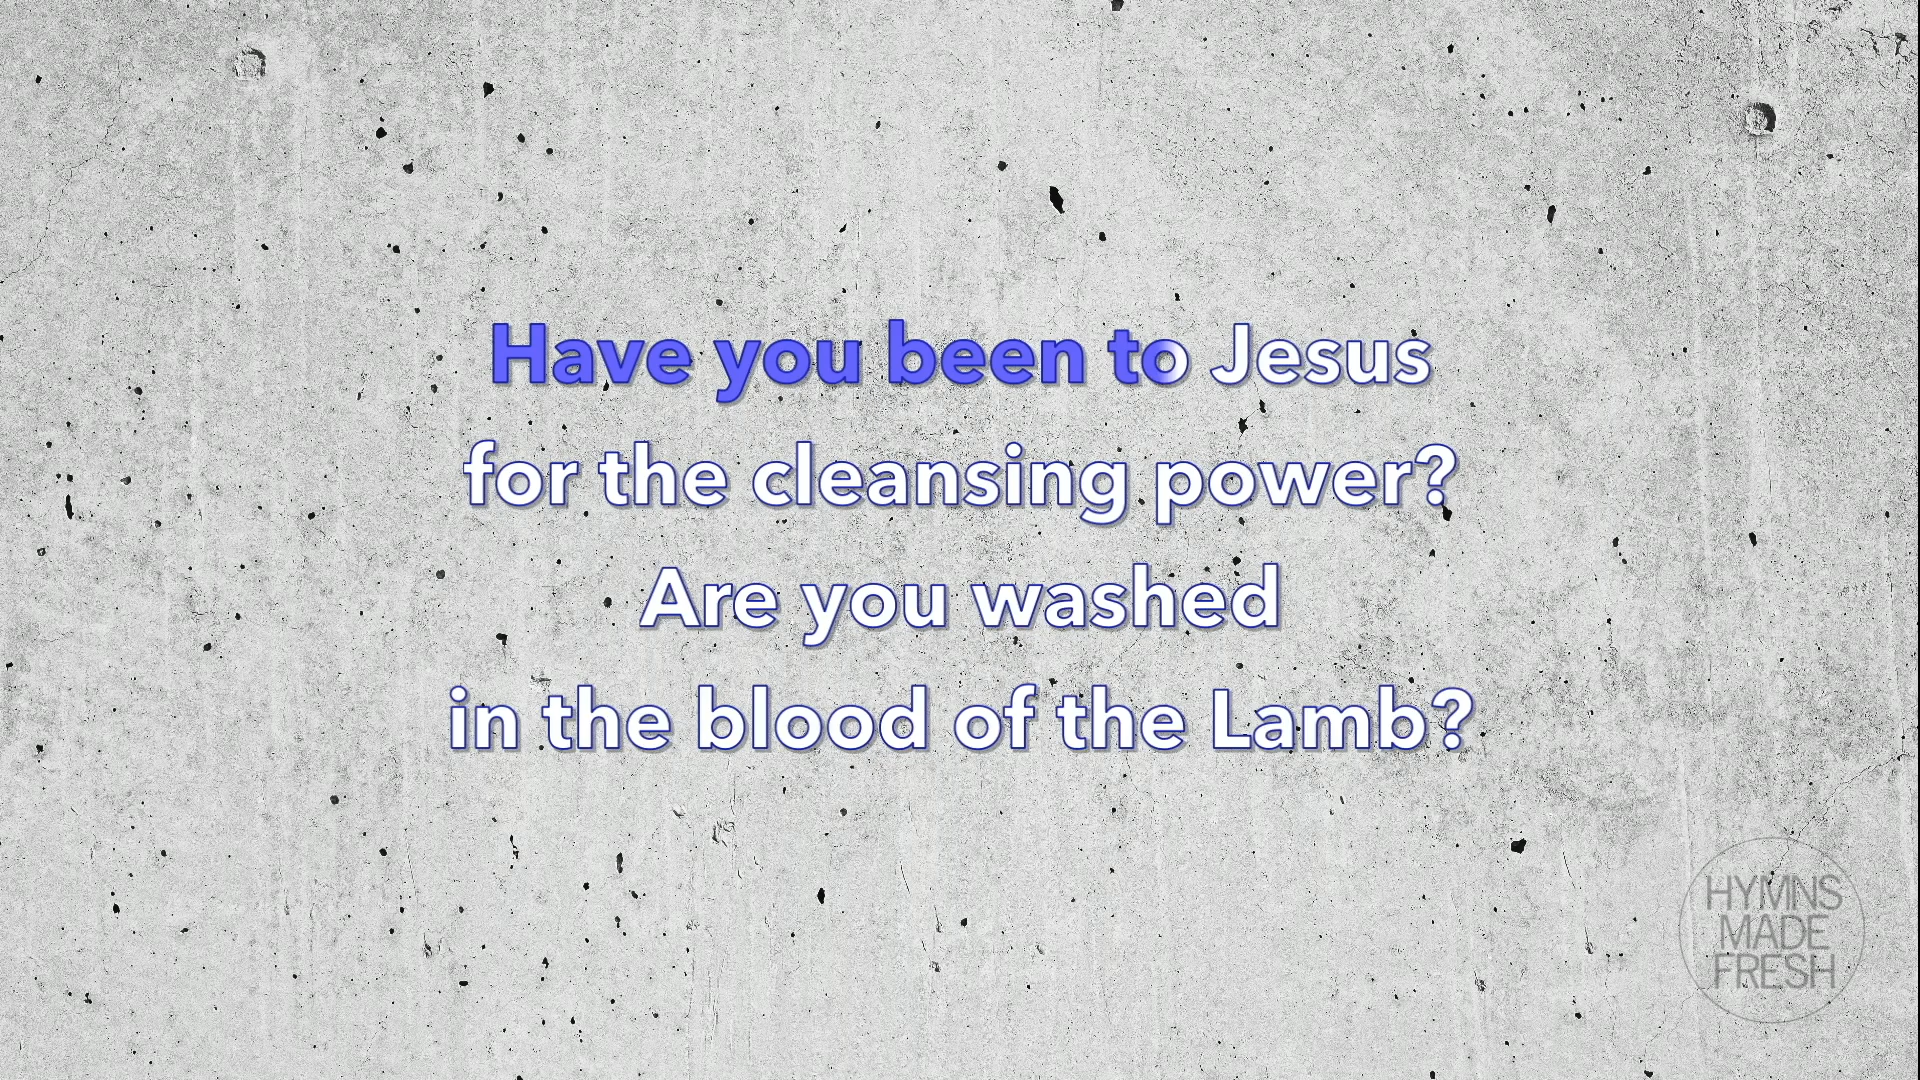 Have you been to Jesus
for the cleansing power?
Are you washed
in the blood of the Lamb?
HYMNS
MADE
FRESH